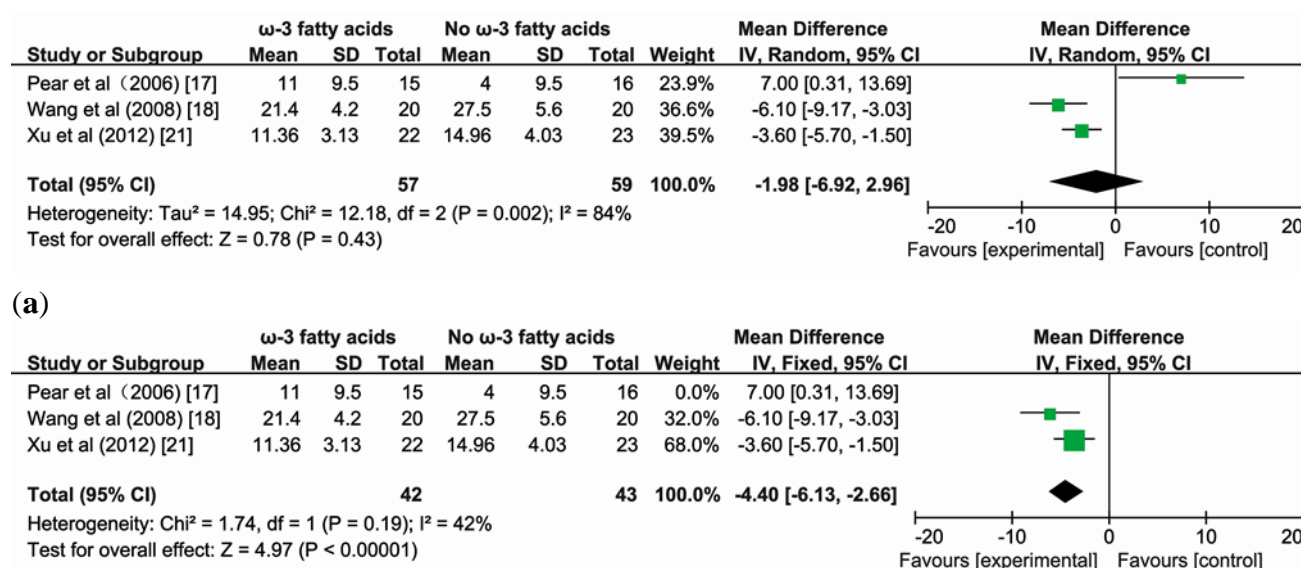 ω-3 fatty acids No ω-3 fatty acids Mean Difference Mean Difference
Study or Subgroup Mean SD Total Mean SD Total Weight IV, Random, 95% CI IV, Random, 95% CI
Pear et al（2006) [17] 11 9.5 15 4 9.5 16 23.9% 7.00 [0.31, 13.69]
Wang et al (2008) [18] 21.4 4.2 20 27.5 5.6 20 36.6% -6.10 [-9.17, -3.03]
Xu et al (2012) [21] 11.36 3.13 22 14.96 4.03 23 39.5% -3.60 [-5.70, -1.50]
Total (95% CI) 57 59 100.0% -1.98 [-6.92, 2.96]
Heterogeneity: Tau² = 14.95; Chi² = 12.18, df = 2 (P = 0.002); I² = 84%
Test for overall effect: Z = 0.78 (P = 0.43)
-20 -10 0 10 20
Favours [experimental] Favours [control]
(a)
ω-3 fatty acids No ω-3 fatty acids Mean Difference Mean Difference
Study or Subgroup Mean SD Total Mean SD Total Weight IV, Fixed, 95% CI IV, Fixed, 95% CI
Pear et al（2006) [17] 11 9.5 15 4 9.5 16 0.0% 7.00 [0.31, 13.69]
Wang et al (2008) [18] 21.4 4.2 20 27.5 5.6 20 32.0% -6.10 [-9.17, -3.03]
Xu et al (2012) [21] 11.36 3.13 22 14.96 4.03 23 68.0% -3.60 [-5.70, -1.50]
Total (95% CI) 42 43 100.0% -4.40 [-6.13, -2.66]
Heterogeneity: Chi² = 1.74, df = 1 (P = 0.19); I² = 42%
Test for overall effect: Z = 4.97 (P < 0.00001)
-20 -10 0 10 20
Favours [experimental] Favours [control]